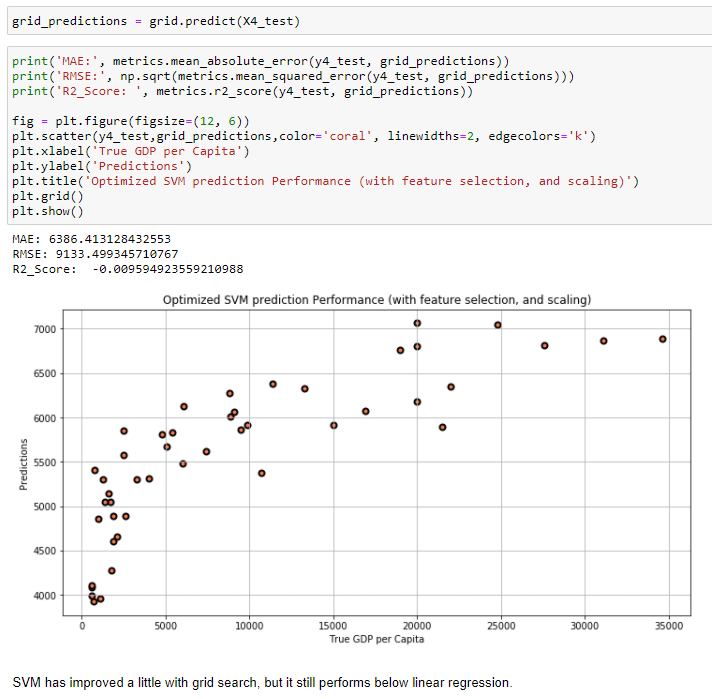 grid_predictions = grid.predict(X4_test)
print('MAE:', metrics.mean_absolute_error(y4_test, grid_predictions))
print('RMSE:', np.sqrt(metrics.mean_squared_error(y4_test, grid_predictions)))
print('R2_Score: ', metrics.r2_score(y4_test, grid_predictions))
fig = plt.figure(figsize=(12, 6))
plt.scatter(y4_test,grid_predictions,color='coral', linewidths=2, edgecolors='k')
plt.xlabel('True GDP per Capita')
plt.ylabel('Predictions')
plt.title('Optimized SVM prediction Performance (with feature selection, and scaling)')
plt.grid()
plt.show()
MAE: 6386.413128432553
RMSE: 9133.499345710767
R2_Score:  -0.009594923559210988
Optimized SVM prediction Performance (with feature selection, and scaling)
7000
6500
6000
5500
5000
4500
4000
Predictions
0 5000 10000 15000 20000 25000 30000 35000
True GDP per Capita
SVM has improved a little with grid search, but it still performs below linear regression.